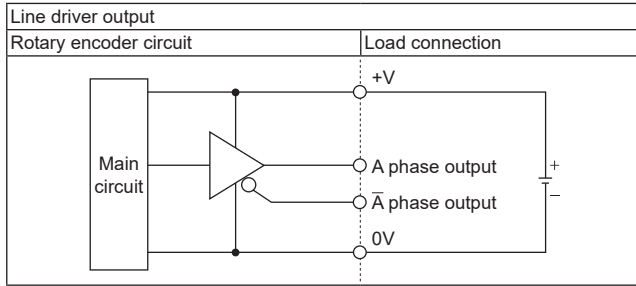 Line driver output
Rotary encoder circuit
Load connection
+V
Main
circuit
A phase output
+
A̅ phase output
−
0V